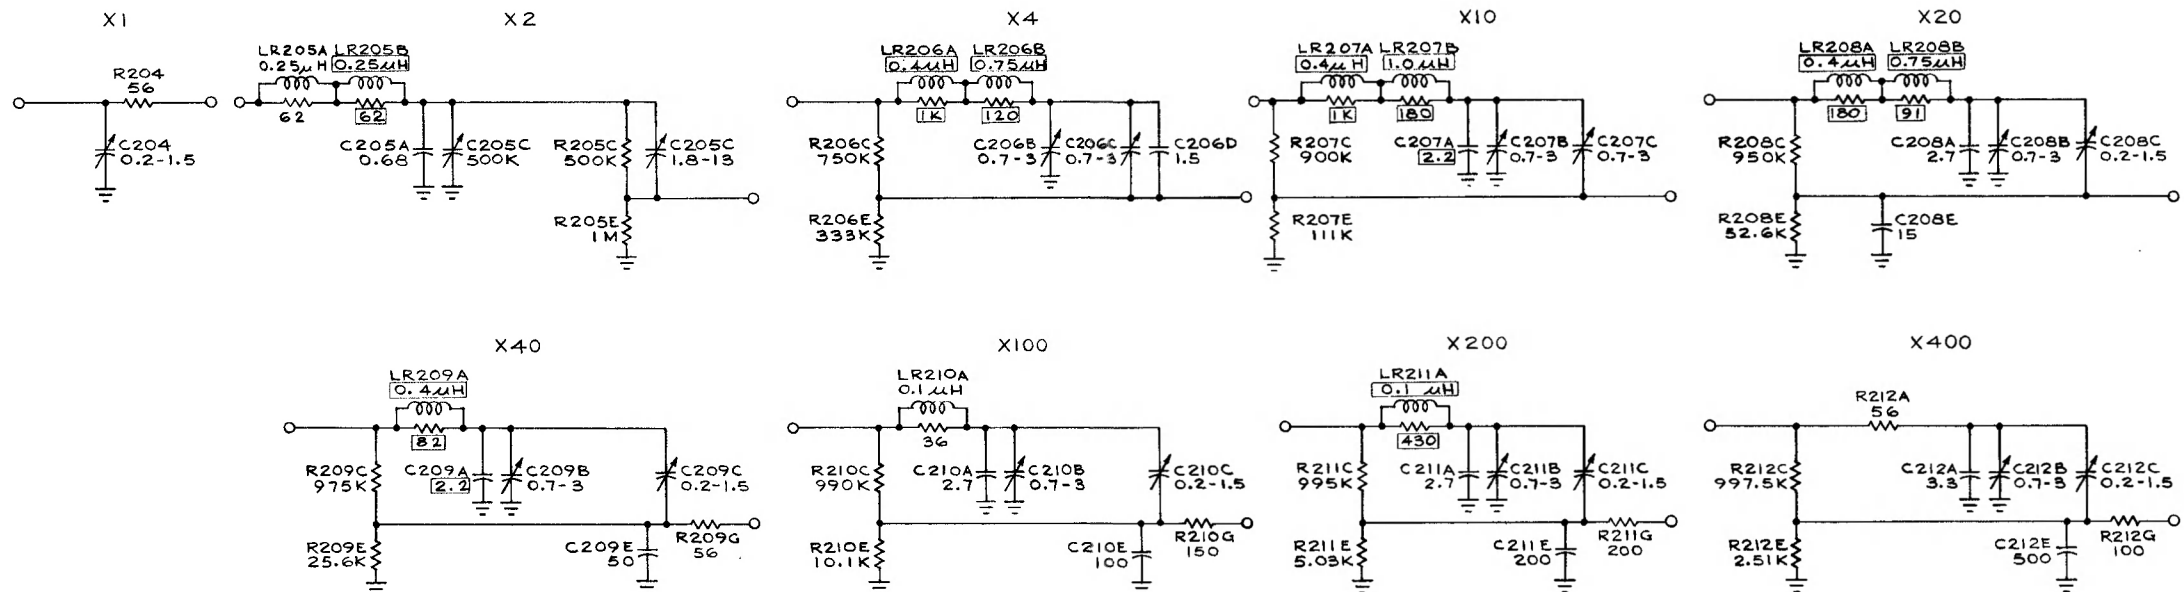 X1
R204
56
C204
0.2-1.5
X2
LR205A
0.25µH
LR205B
0.25µH
62
62
C205A
0.68
C205C
500K
R205C
500K
C205C
1.8-13
R205E
1M
X4
LR206A
0.4µH
LR206B
0.75µH
1K
120
R206C
750K
C206B
0.7-3
C206C
0.7-3
C206D
1.5
R206E
333K
X10
LR207A
0.4µH
LR207B
1.0µH
1K
180
R207C
900K
C207A
2.2
C207B
0.7-3
C207C
0.7-3
R207E
111K
X20
LR208A
0.4µH
LR208B
0.75µH
180
91
R208C
950K
C208A
2.7
C208B
0.7-3
C208C
0.2-1.5
R208E
52.6K
C208E
15
X40
LR209A
0.4µH
82
R209C
975K
C209A
2.2
C209B
0.7-3
C209C
0.2-1.5
R209E
25.6K
C209E
50
R209G
56
X100
LR210A
0.1µH
36
R210C
990K
C210A
2.7
C210B
0.7-3
C210C
0.2-1.5
R210E
10.1K
C210E
100
R210G
150
X200
LR211A
0.1µH
430
R211C
995K
C211A
2.7
C211B
0.7-3
C211C
0.2-1.5
R211E
5.03K
C211E
200
R211G
200
X400
R212A
56
R212C
997.5K
C212A
3.3
C212B
0.7-3
C212C
0.2-1.5
R212E
2.51K
C212E
500
R212G
100